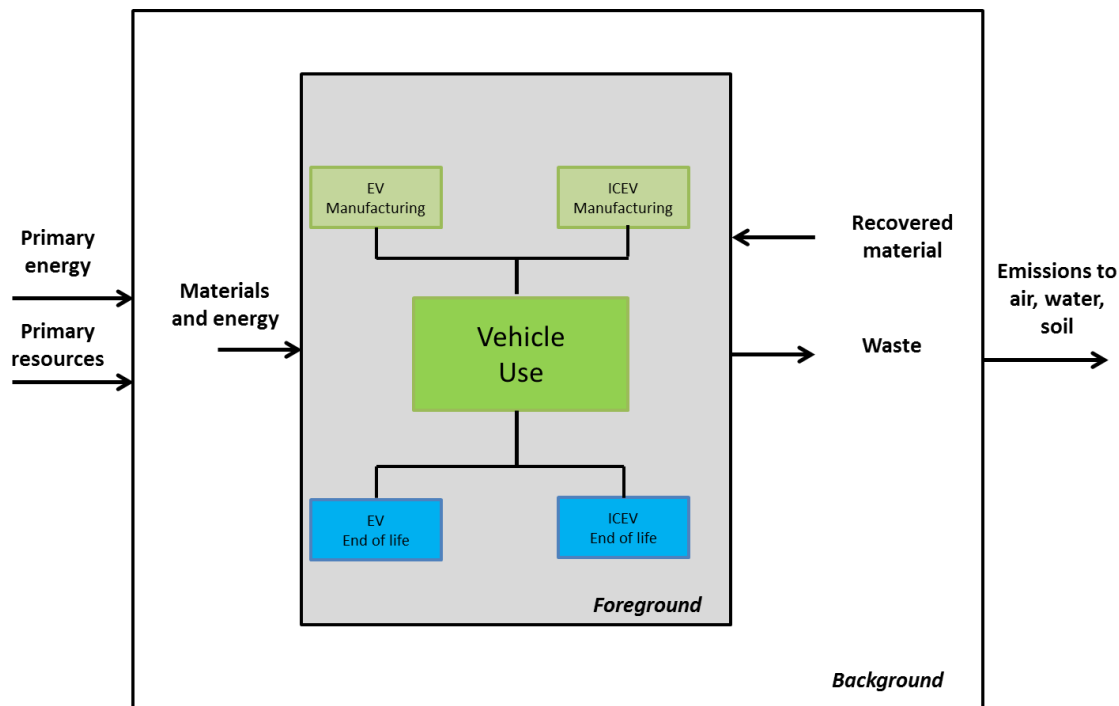 EV
Manufacturing
ICEV
Manufacturing
Primary
energy
Primary
resources
Materials
and energy
Vehicle
Use
Recovered
material
Waste
Emissions to
air, water,
soil
EV
End of life
ICEV
End of life
Foreground
Background